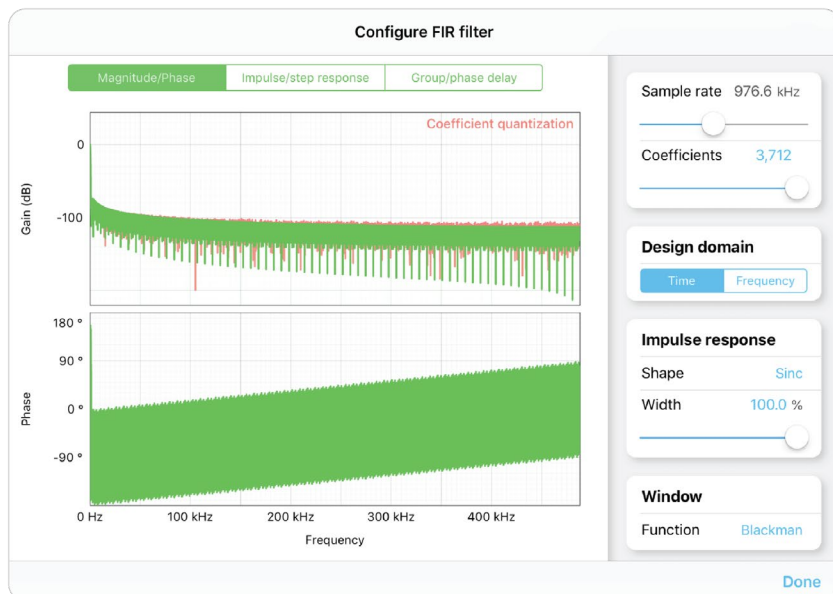 Configure FIR filter
Magnitude/Phase
Impulse/step response
Group/phase delay
Coefficient quantization
Gain (dB)
0
-100
Phase
180 °
90 °
0 °
-90 °
0 Hz
100 kHz
200 kHz
300 kHz
400 kHz
Frequency
Sample rate 976.6 kHz
Coefficients 3,712
Design domain
Time Frequency
Impulse response
Shape Sinc
Width 100.0 %
Window
Function Blackman
Done